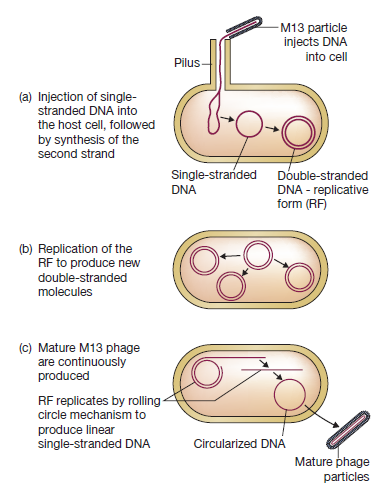 M13 particle
injects DNA
into cell
Pilus
(a) Injection of single-
stranded DNA into
the host cell, followed
by synthesis of the
second strand
Single-stranded
DNA
Double-stranded
DNA - replicative
form (RF)
(b) Replication of the
RF to produce new
double-stranded
molecules
(c) Mature M13 phage
are continuously
produced
RF replicates by rolling
circle mechanism to
produce linear
single-stranded DNA
Circularized DNA
Mature phage
particles